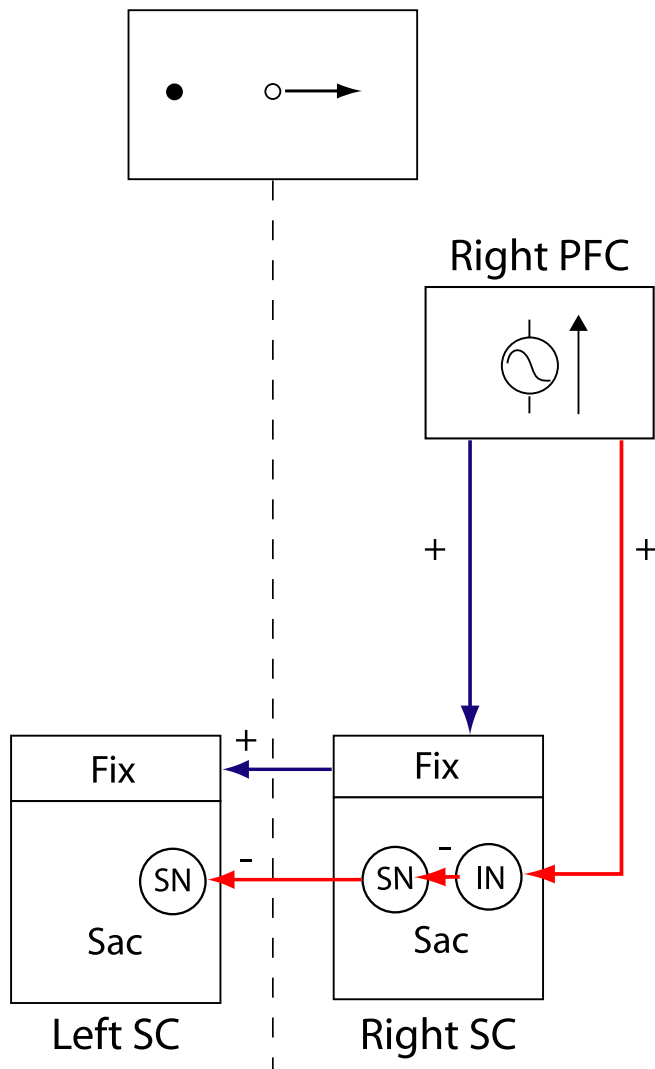 Right PFC
+
+
+
Fix
Fix
-
-
SN
SN
IN
Sac
Sac
Left SC
Right SC